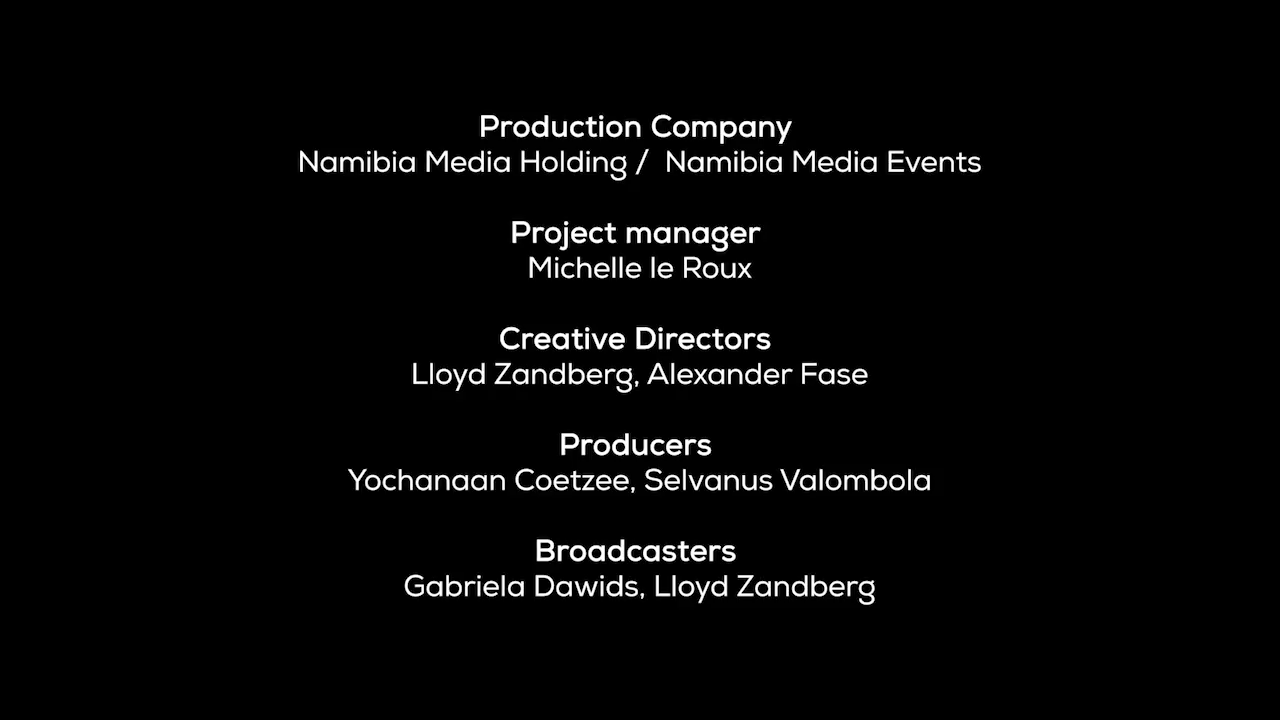 Production Company
Namibia Media Holding /  Namibia Media Events
Project manager
Michelle le Roux
Creative Directors
Lloyd Zandberg, Alexander Fase
Producers
Yochanaan Coetzee, Selvanus Valombola
Broadcasters
Gabriela Dawids, Lloyd Zandberg